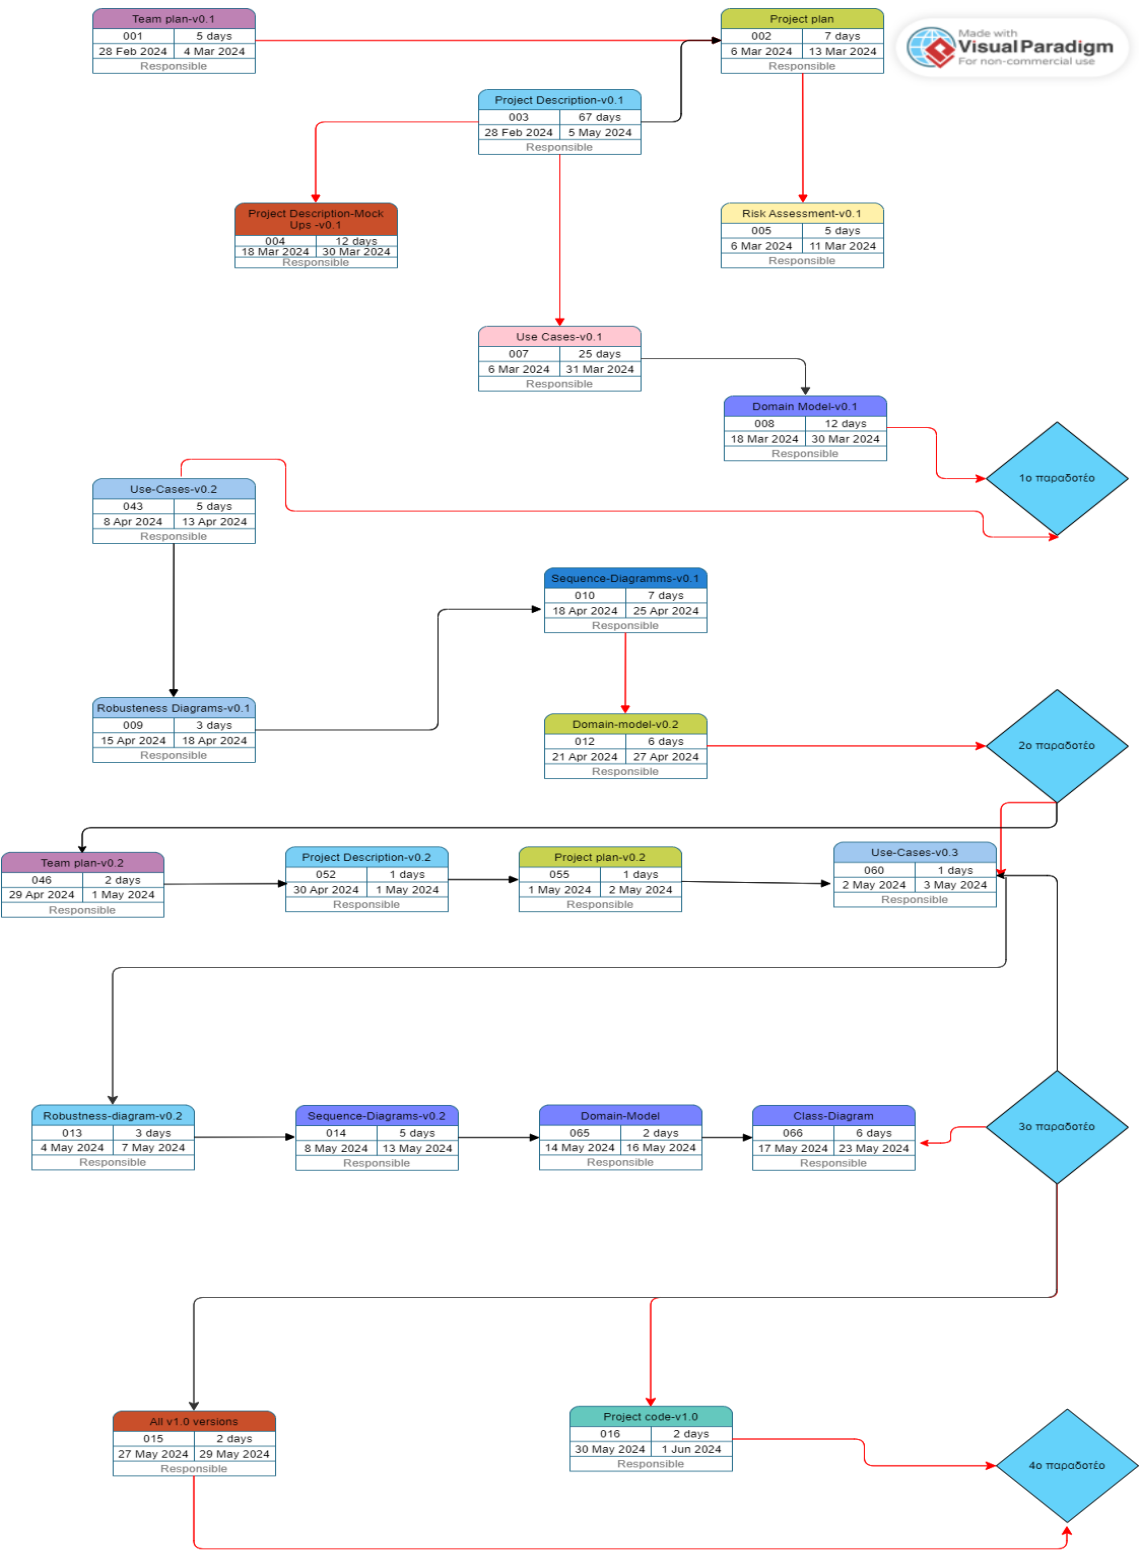 Team plan-v0.1
001 5 days
28 Feb 2024 4 Mar 2024
Responsible
Project plan
002 7 days
6 Mar 2024 13 Mar 2024
Responsible
Made with
Visual Paradigm
For non-commercial use
Project Description-v0.1
003 67 days
28 Feb 2024 5 May 2024
Responsible
Project Description-Mock
Ups -v0.1
004 12 days
18 Mar 2024 30 Mar 2024
Responsible
Risk Assessment-v0.1
005 5 days
6 Mar 2024 11 Mar 2024
Responsible
Use Cases-v0.1
007 25 days
6 Mar 2024 31 Mar 2024
Responsible
Domain Model-v0.1
008 12 days
18 Mar 2024 30 Mar 2024
Responsible
1ο παραδοτέο
Use-Cases-v0.2
043 5 days
8 Apr 2024 13 Apr 2024
Responsible
Sequence-Diagramms-v0.1
010 7 days
18 Apr 2024 25 Apr 2024
Responsible
Robusteness Diagrams-v0.1
009 3 days
15 Apr 2024 18 Apr 2024
Responsible
Domain-model-v0.2
012 6 days
21 Apr 2024 27 Apr 2024
Responsible
2ο παραδοτέο
Team plan-v0.2
046 2 days
29 Apr 2024 1 May 2024
Responsible
Project Description-v0.2
052 1 days
30 Apr 2024 1 May 2024
Responsible
Project plan-v0.2
055 1 days
1 May 2024 2 May 2024
Responsible
Use-Cases-v0.3
060 1 days
2 May 2024 3 May 2024
Responsible
Robustness-diagram-v0.2
013 3 days
4 May 2024 7 May 2024
Responsible
Sequence-Diagrams-v0.2
014 5 days
8 May 2024 13 May 2024
Responsible
Domain-Model
065 2 days
14 May 2024 16 May 2024
Responsible
Class-Diagram
066 6 days
17 May 2024 23 May 2024
Responsible
3ο παραδοτέο
All v1.0 versions
015 2 days
27 May 2024 29 May 2024
Responsible
Project code-v1.0
016 2 days
30 May 2024 1 Jun 2024
Responsible
4ο παραδοτέο